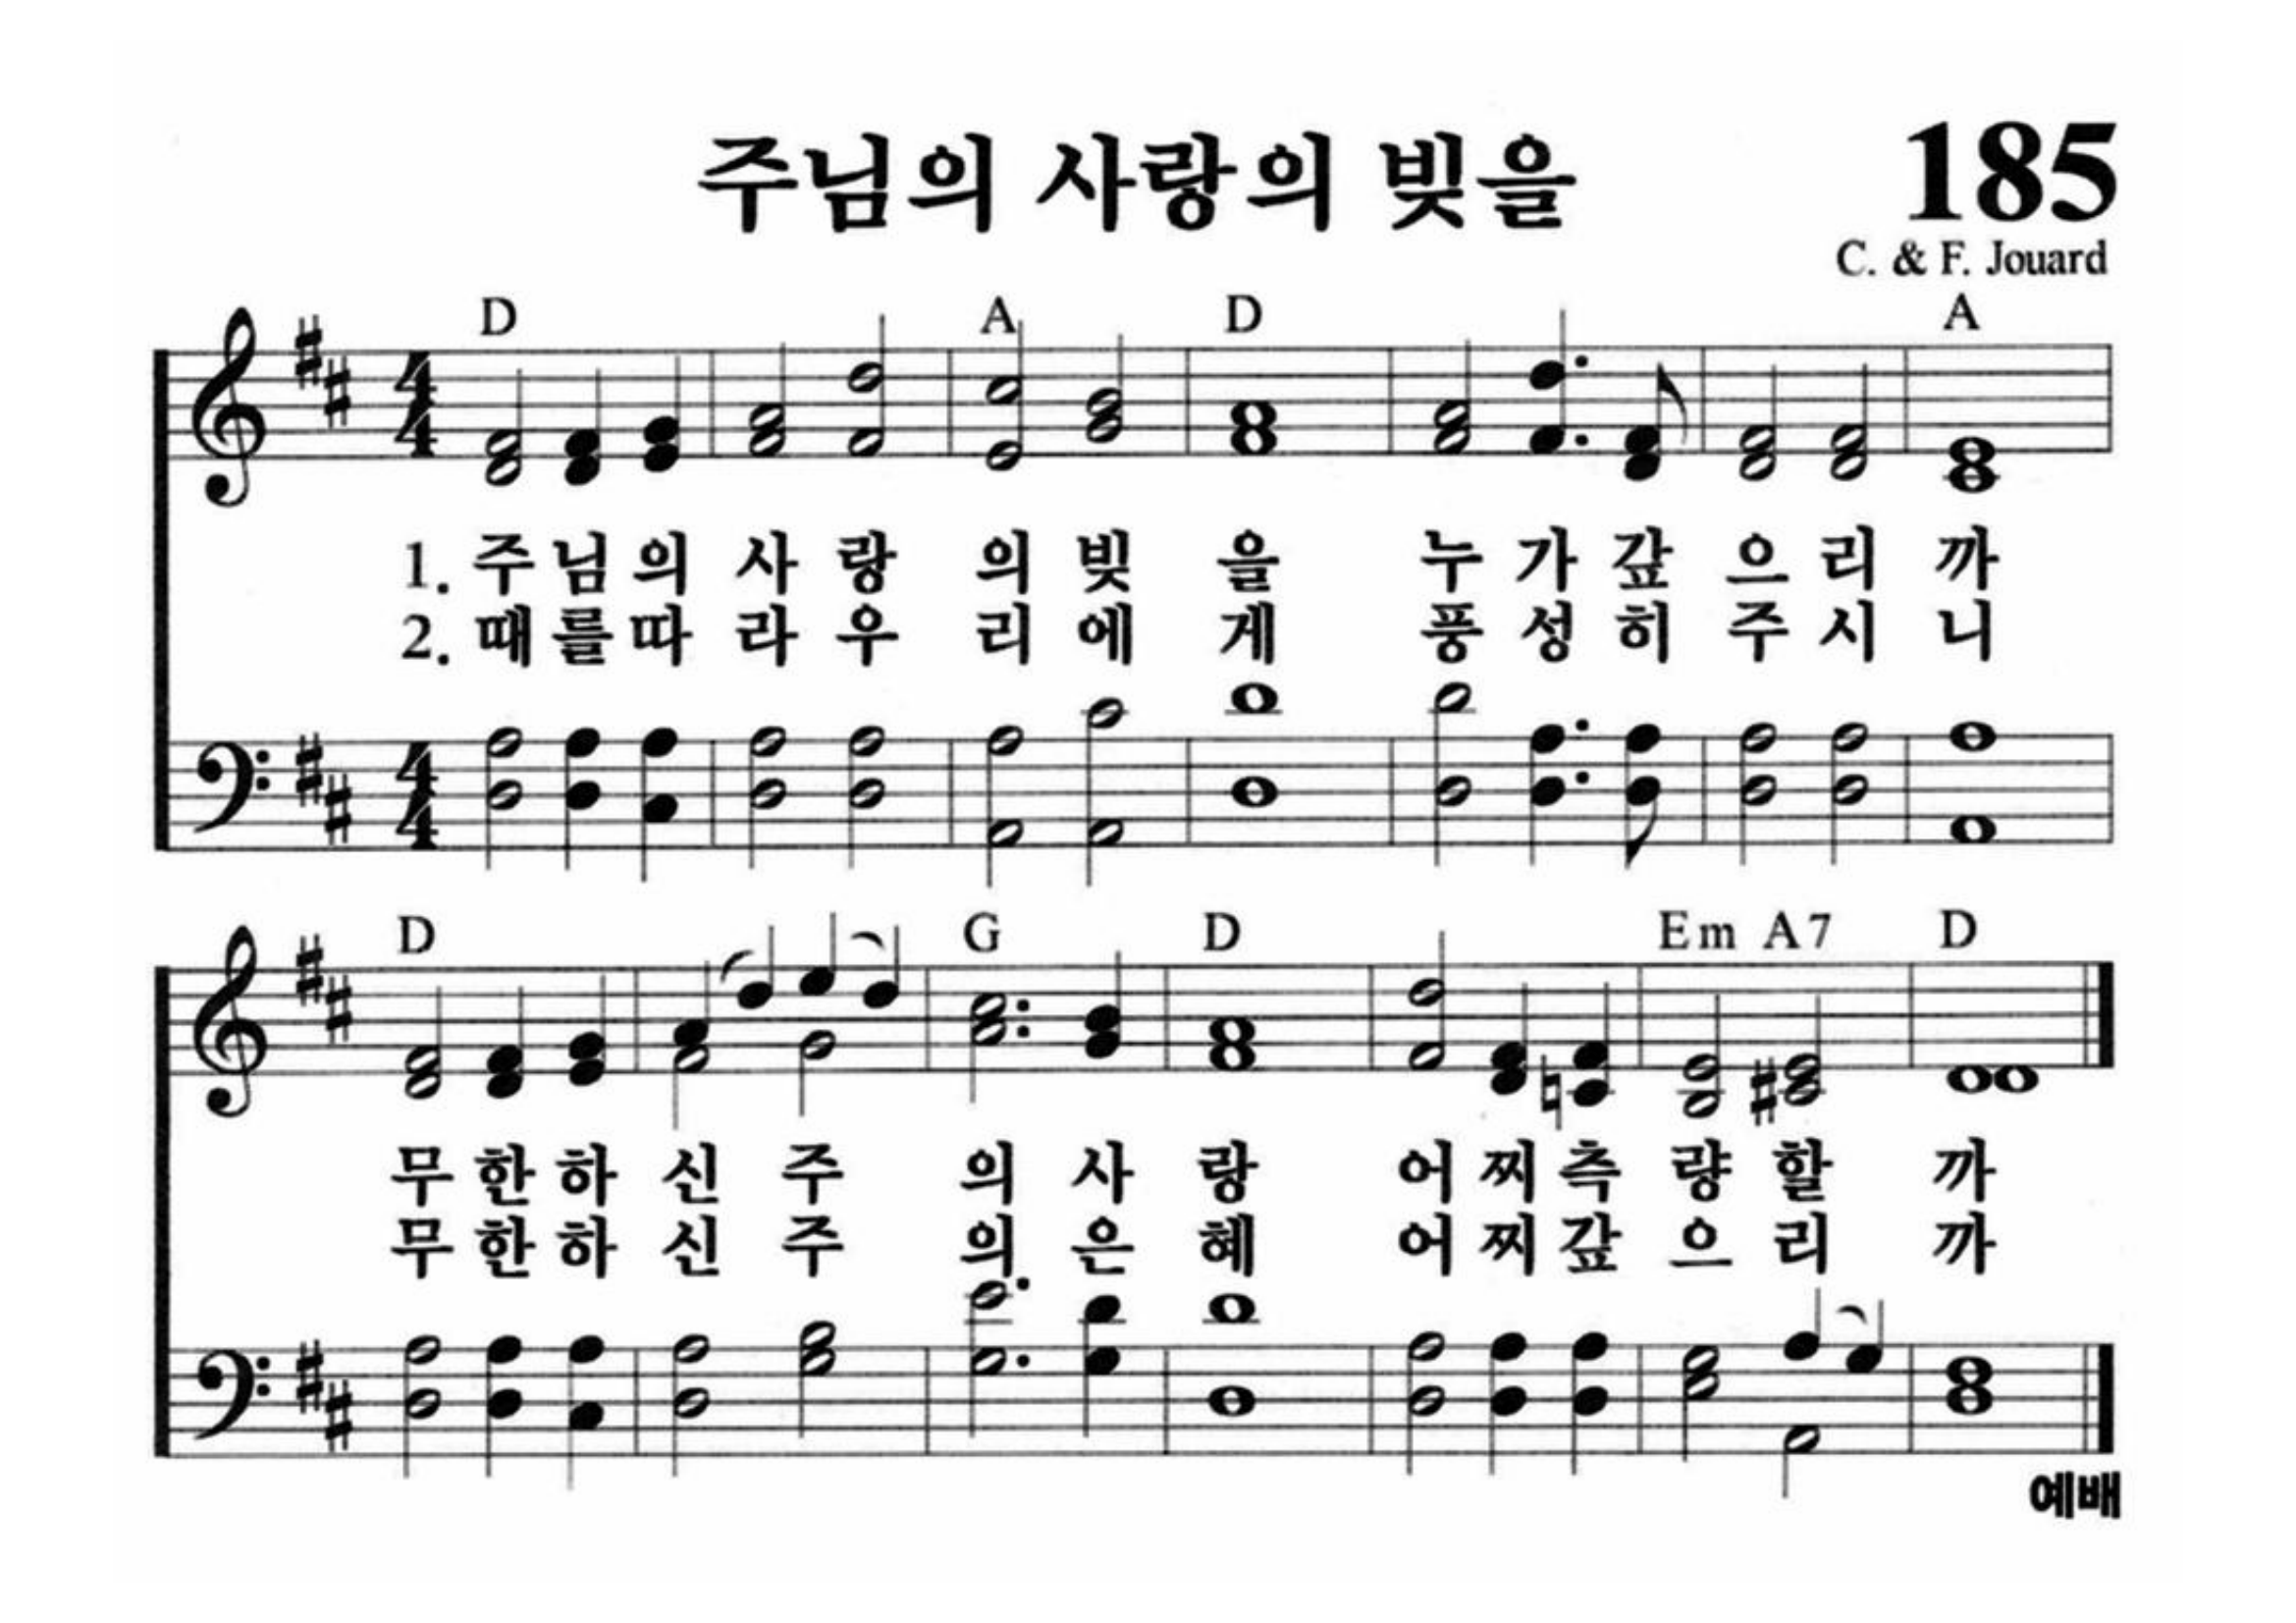 주님의 사랑의 빚을
185
C. & F. Jouard
D A D A
1. 주 님 의 사 랑 의 빚 을 누 가 갚 으 리 까
2. 때 를 따 라 우 리 에 게 풍 성 히 주 시 니
D G D Em A7 D
무 한 하 신 주 의 사 랑 어 찌 측 량 할 까
무 한 하 신 주 의 은 혜 어 찌 갚 으 리 까
예배